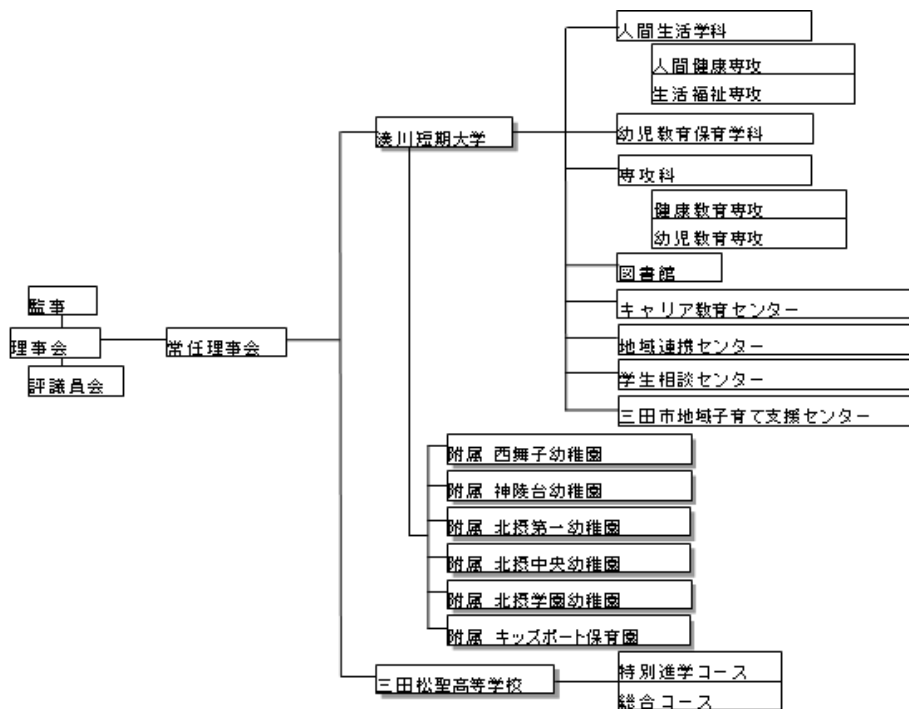 人間生活学科
人間健康専攻
生活福祉専攻
湊川短期大学
幼児教育保育学科
専攻科
健康教育専攻
幼児教育専攻
図書館
監事
キャリア教育センター
理事会
常任理事会
地域連携センター
評議員会
学生相談センター
三田市地域子育て支援センター
附属 西舞子幼稚園
附属 神陵台幼稚園
附属 北摂第一幼稚園
附属 北摂中央幼稚園
附属 北摂学園幼稚園
附属 キッズポート保育園
三田松聖高等学校
特別進学コース
総合コース